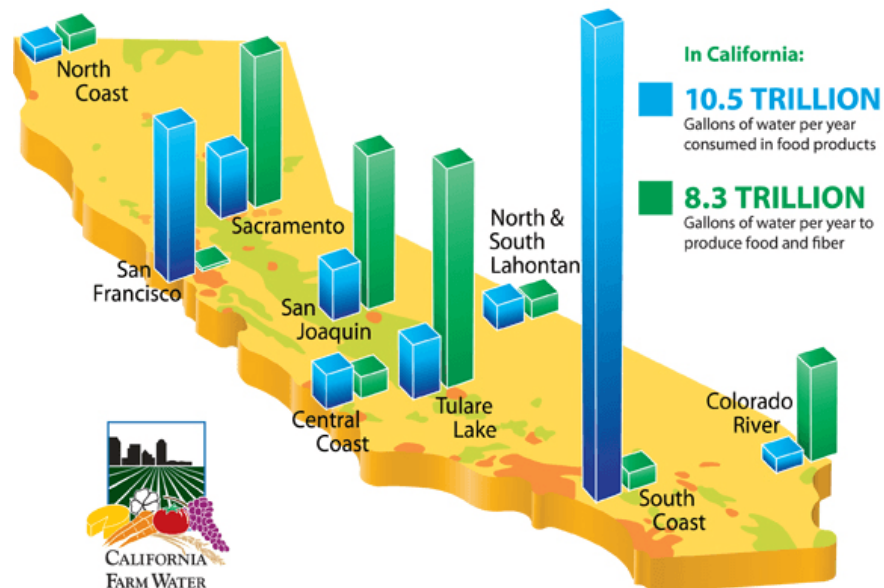 North
Coast
Sacramento
San
Francisco
San
Joaquin
Central
Coast
Tulare
Lake
North &
South
Lahontan
South
Coast
Colorado
River
In California:
10.5 TRILLION
Gallons of water per year
consumed in food products
8.3 TRILLION
Gallons of water per year to
produce food and fiber
CALIFORNIA
FARM WATER